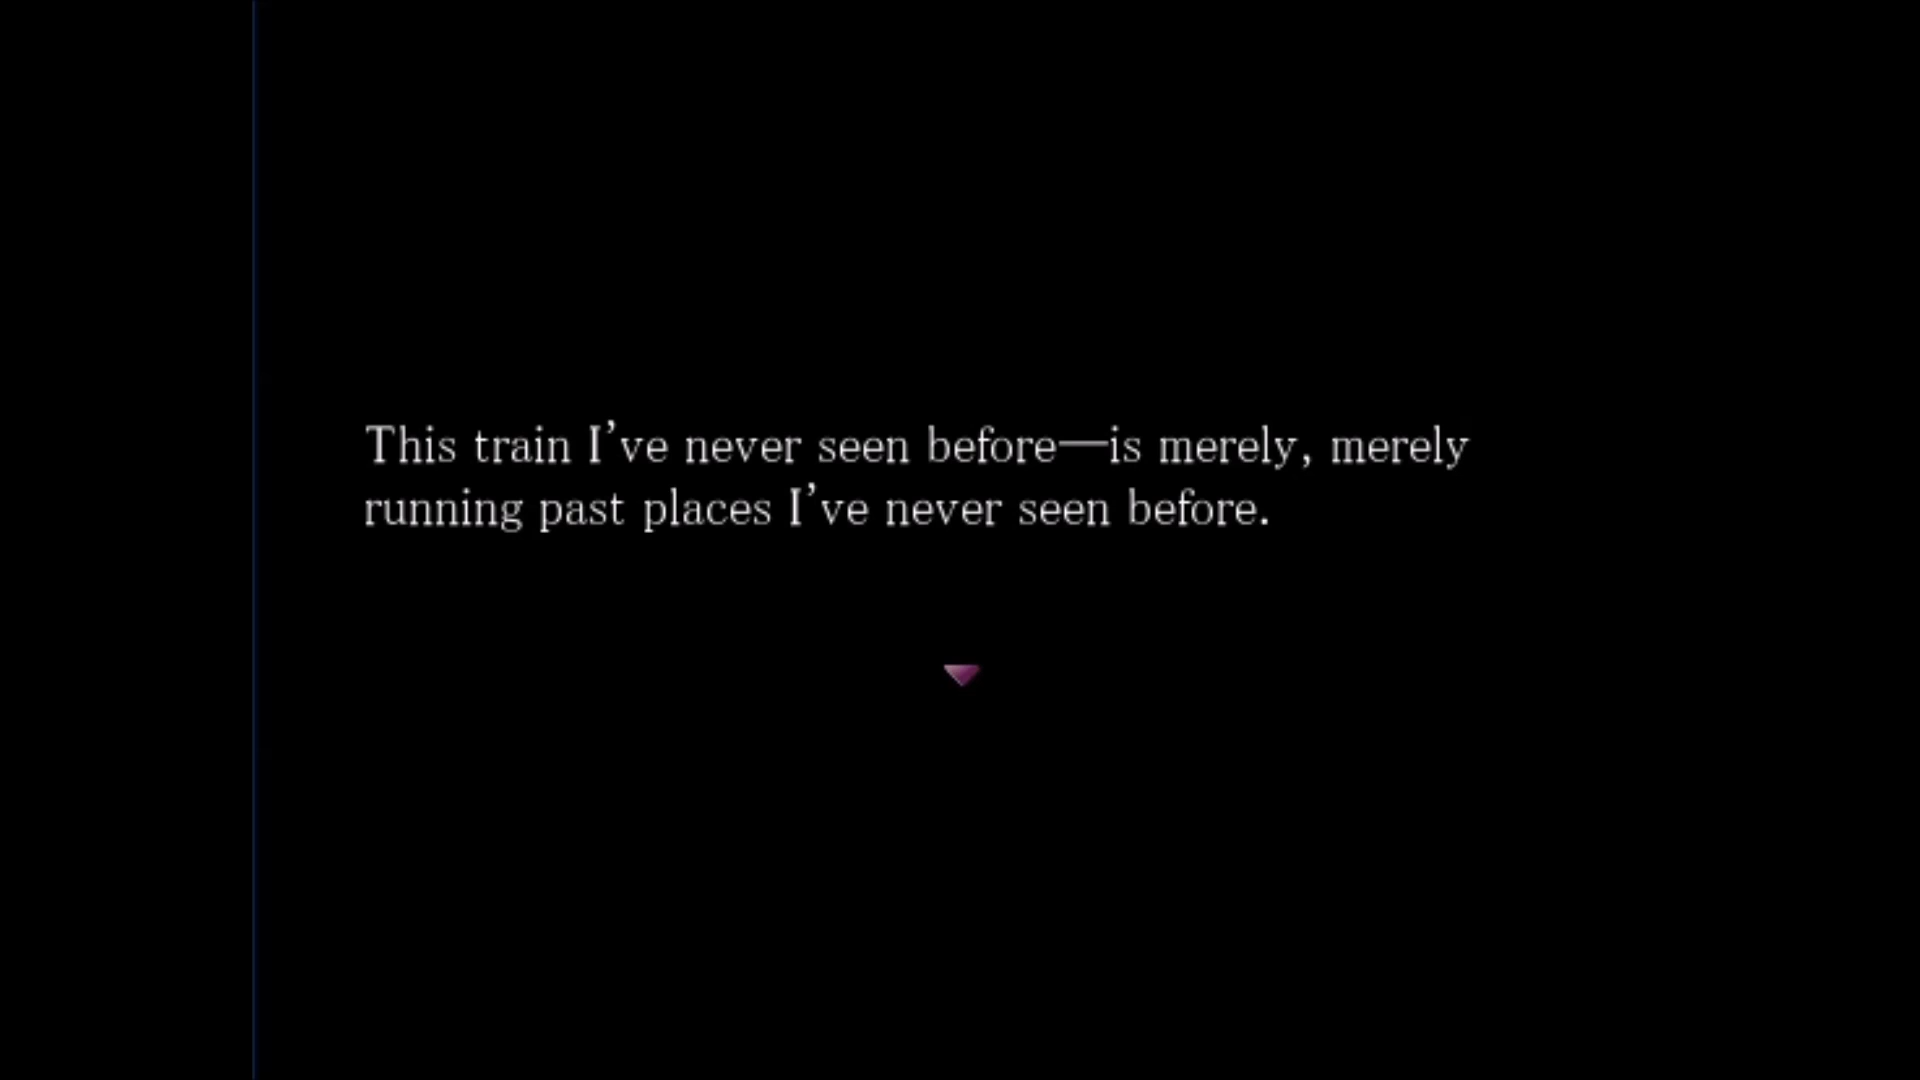 This train I’ve never seen before—is merely, merely
running past places I’ve never seen before.